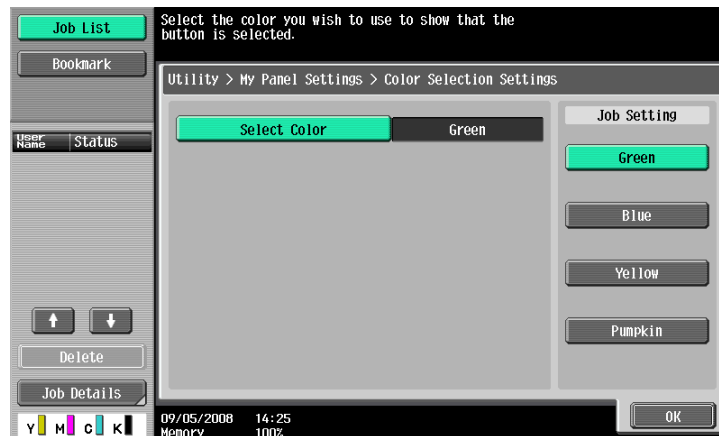 Job List
Bookmark
User Name
Status
Delete
Job Details
Y M C K
Select the color you wish to use to show that the
button is selected.
Utility > My Panel Settings > Color Selection Settings
Select Color
Green
Job Setting
Green
Blue
Yellow
Pumpkin
09/05/2008 14:25
Memory 100%
OK